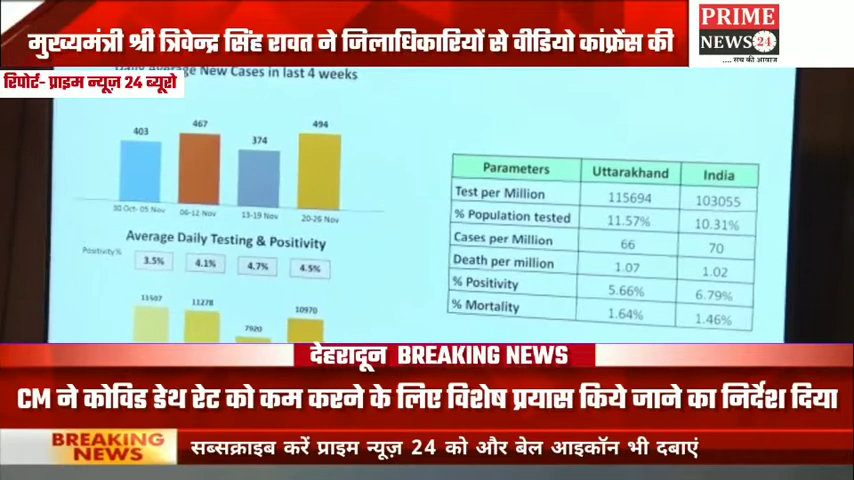 मुख्यमंत्री श्री त्रिवेन्द्र सिंह रावत ने जिलाधिकारियों से वीडियो कांफ्रेंस की
PRIME
NEWS 24
.... सच की आवाज
रिपोर्ट- प्राइम न्यूज़ 24 ब्यूरो
Daily Average New Cases in last 4 weeks
403
467
374
494
30 Oct- 05 Nov
06-12 Nov
13-19 Nov
20-26 Nov
Average Daily Testing & Positivity
Positivity%
3.5%
4.1%
4.7%
4.5%
11507
11278
7920
10970
Parameters Uttarakhand India
Test per Million 115694 103055
% Population tested 11.57% 10.31%
Cases per Million 66 70
Death per million 1.07 1.02
% Positivity 5.66% 6.79%
% Mortality 1.64% 1.46%
देहरादून BREAKING NEWS
CM ने कोविड डेथ रेट को कम करने के लिए विशेष प्रयास किये जाने का निर्देश दिया
BREAKING
NEWS
सब्सक्राइब करें प्राइम न्यूज़ 24 को और बेल आइकॉन भी दबाएं